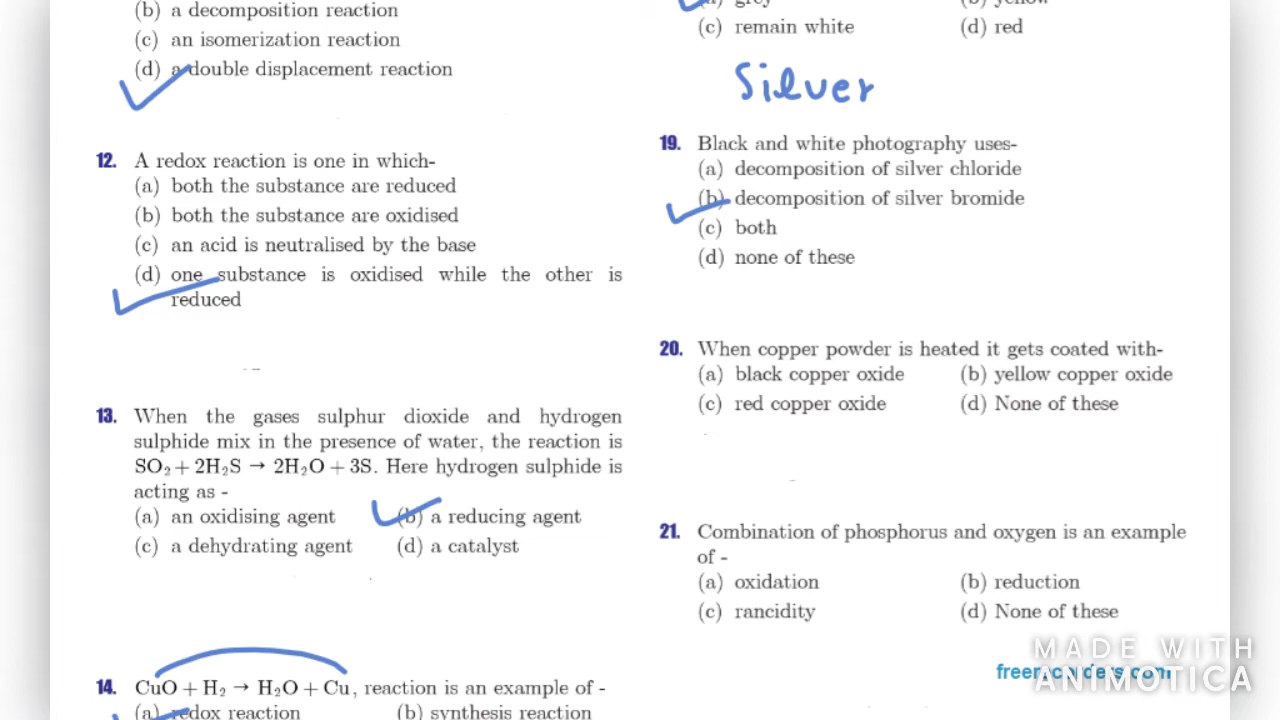 (b) a decomposition reaction
(c) an isomerization reaction
(d) a double displacement reaction
12. A redox reaction is one in which-
(a) both the substance are reduced
(b) both the substance are oxidised
(c) an acid is neutralised by the base
(d) one substance is oxidised while the other is
reduced
13. When the gases sulphur dioxide and hydrogen
sulphide mix in the presence of water, the reaction is
SO₂ + 2H₂S → 2H₂O + 3S. Here hydrogen sulphide is
acting as -
(a) an oxidising agent (b) a reducing agent
(c) a dehydrating agent (d) a catalyst
14. CuO + H₂ → H₂O + Cu, reaction is an example of -
(a) redox reaction (b) synthesis reaction
(a) grey (b) yellow
(c) remain white (d) red
Silver
19. Black and white photography uses-
(a) decomposition of silver chloride
(b) decomposition of silver bromide
(c) both
(d) none of these
20. When copper powder is heated it gets coated with-
(a) black copper oxide (b) yellow copper oxide
(c) red copper oxide (d) None of these
21. Combination of phosphorus and oxygen is an example
of -
(a) oxidation (b) reduction
(c) rancidity (d) None of these
MADE WITH
ANIMOTICA